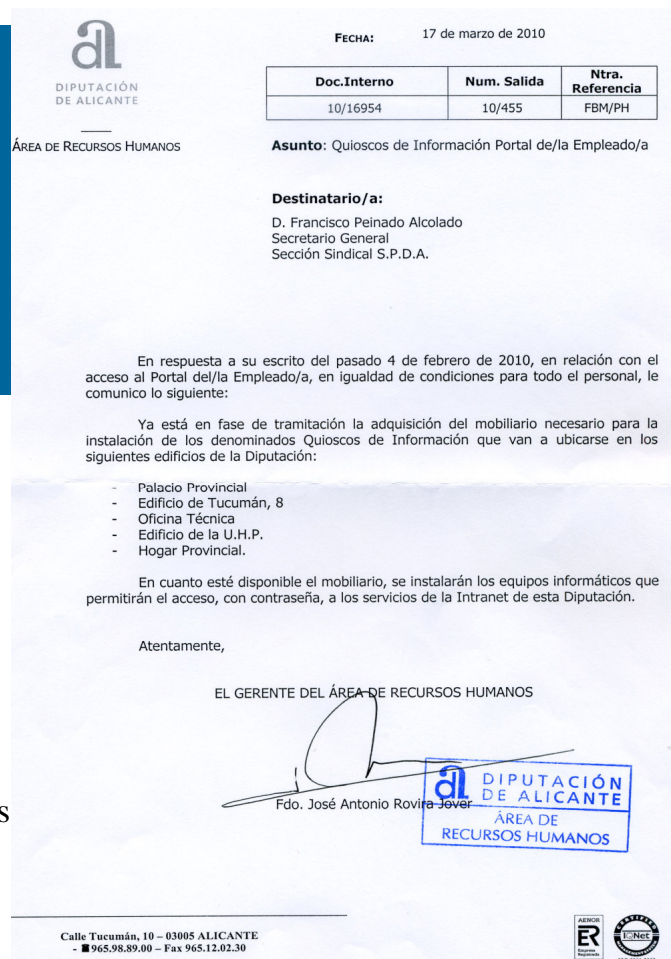 DIPUTACIÓN
DE ALICANTE
ÁREA DE RECURSOS HUMANOS
FECHA: 17 de marzo de 2010
Doc.Interno Num. Salida Ntra. Referencia
10/16954 10/455 FBM/PH
Asunto: Quioscos de Información Portal de/la Empleado/a
Destinatario/a:
D. Francisco Peinado Alcolado
Secretario General
Sección Sindical S.P.D.A.
En respuesta a su escrito del pasado 4 de febrero de 2010, en relación con el
acceso al Portal del/la Empleado/a, en igualdad de condiciones para todo el personal, le
comunico lo siguiente:
Ya está en fase de tramitación la adquisición del mobiliario necesario para la
instalación de los denominados Quioscos de Información que van a ubicarse en los
siguientes edificios de la Diputación:
- Palacio Provincial
- Edificio de Tucumán, 8
- Oficina Técnica
- Edificio de la U.H.P.
- Hogar Provincial.
En cuanto esté disponible el mobiliario, se instalarán los equipos informáticos que
permitirán el acceso, con contraseña, a los servicios de la Intranet de esta Diputación.
Atentamente,
EL GERENTE DEL ÁREA DE RECURSOS HUMANOS
Fdo. José Antonio Rovira Jover
DIPUTACIÓN
DE ALICANTE
ÁREA DE
RECURSOS HUMANOS
S
Calle Tucumán, 10 – 03005 ALICANTE
- 965.98.89.00 – Fax 965.12.02.30
AENOR
ER
Empresa
Registrada
CERTIFIED
IQNet